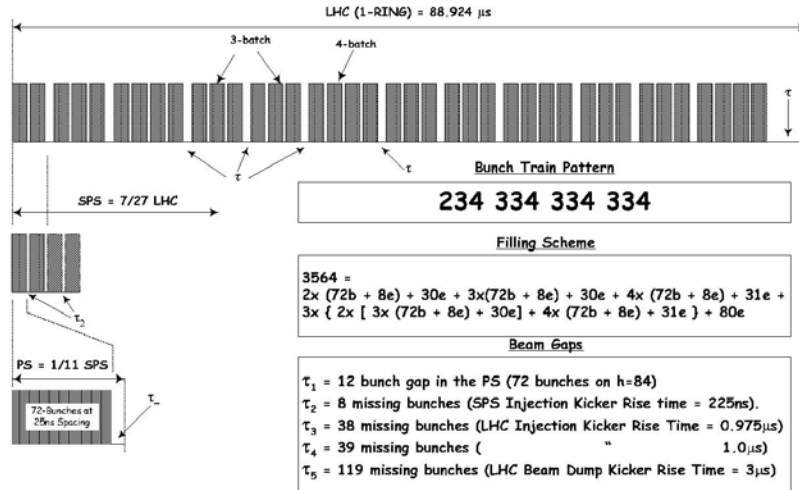 LHC (1-RING) = 88.924 µs
3-batch
4-batch
τ
τ
τ
Bunch Train Pattern
234 334 334 334
SPS = 7/27 LHC
Filling Scheme
3564 =
2x (72b + 8e) + 30e + 3x(72b + 8e) + 30e + 4x (72b + 8e) + 31e +
3x { 2x [ 3x (72b + 8e) + 30e] + 4x (72b + 8e) + 31e } + 80e
τ2
Beam Gaps
PS = 1/11 SPS
τ1 = 12 bunch gap in the PS (72 bunches on h=84)
τ2 = 8 missing bunches (SPS Injection Kicker Rise time = 225ns).
72-Bunches at
25ns Spacing
τ3 = 38 missing bunches (LHC Injection Kicker Rise Time = 0.975µs)
τ4 = 39 missing bunches ( " 1.0µs)
τ5 = 119 missing bunches (LHC Beam Dump Kicker Rise Time = 3µs)